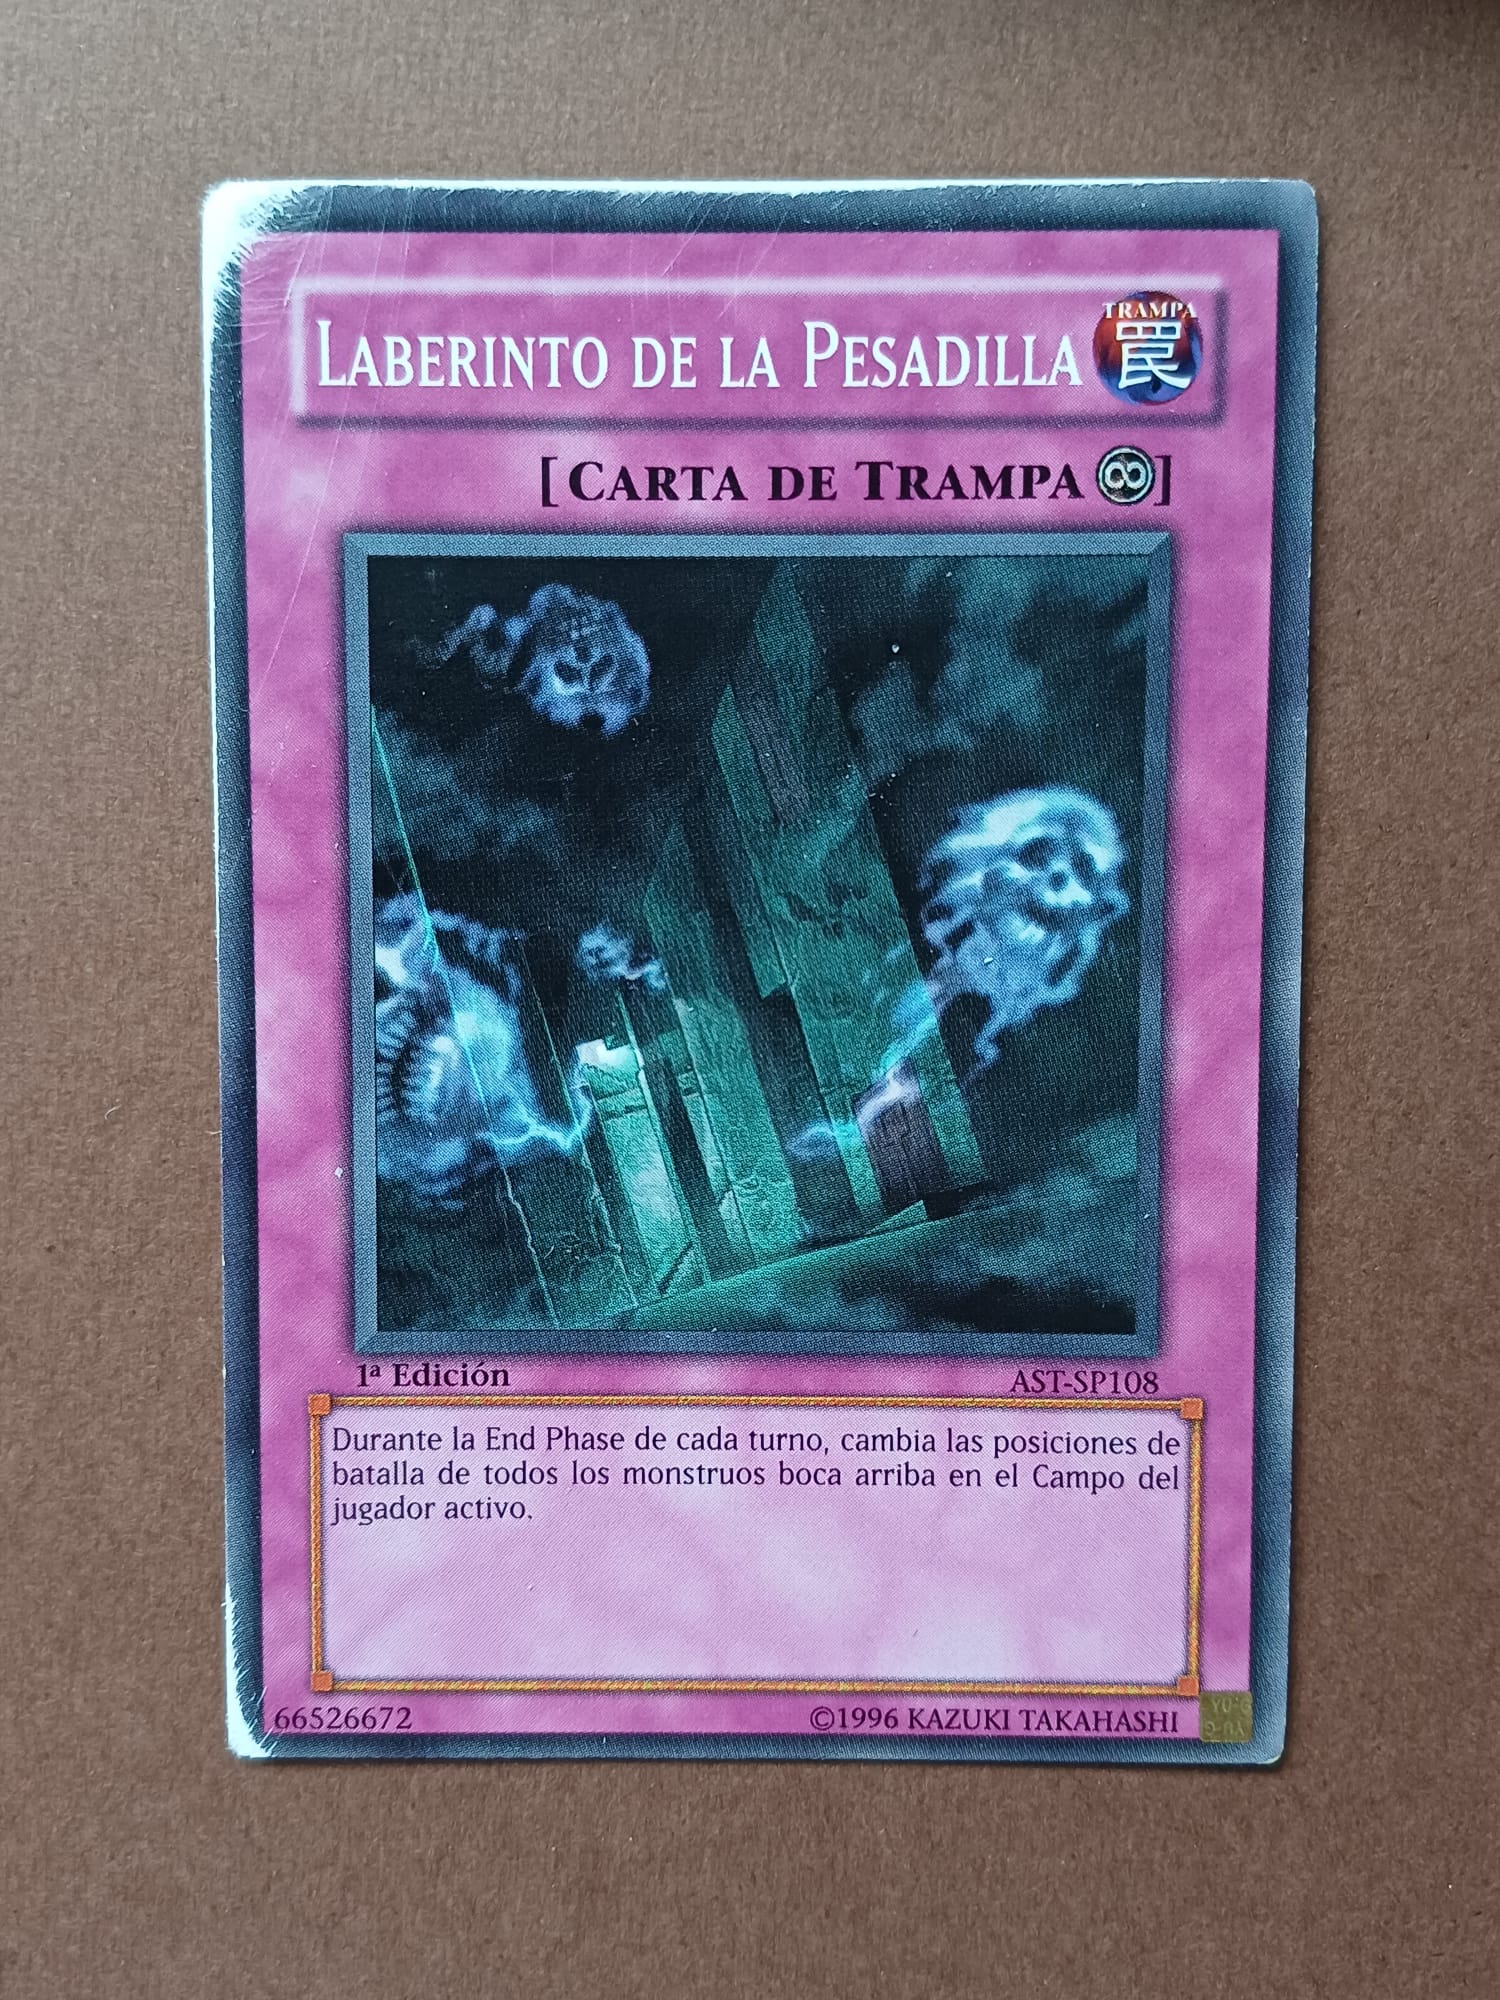 LABERINTO DE LA PESADILLA
TRAMPA
罠
[CARTA DE TRAMPA]
1ª Edición
AST-SP108
Durante la End Phase de cada turno, cambia las posiciones de
batalla de todos los monstruos boca arriba en el Campo del
jugador activo.
66526672
©1996 KAZUKI TAKAHASHI